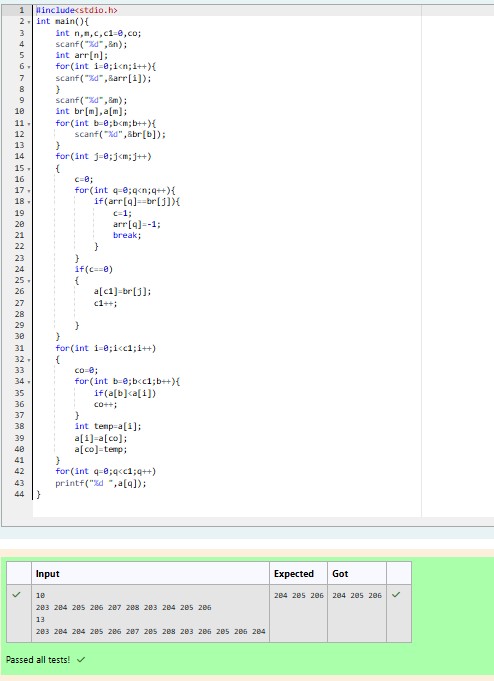 1 #include<stdio.h>
2 int main(){
3 int n,m,c,c1=0,co;
4 scanf("%d",&n);
5 int arr[n];
6 for(int i=0;i<n;i++){
7 scanf("%d",&arr[i]);
8 }
9 scanf("%d",&m);
10 int br[m],a[m];
11 for(int b=0;b<m;b++){
12 scanf("%d",&br[b]);
13 }
14 for(int j=0;j<m;j++)
15 {
16 c=0;
17 for(int q=0;q<n;q++){
18 if(arr[q]==br[j]){
19 c=1;
20 arr[q]=-1;
21 break;
22 }
23 }
24 if(c==0)
25 {
26 a[c1]=br[j];
27 c1++;
28
29 }
30 }
31 for(int i=0;i<c1;i++)
32 {
33 co=0;
34 for(int b=0;b<c1;b++){
35 if(a[b]<a[i])
36 co++;
37 }
38 int temp=a[i];
39 a[i]=a[co];
40 a[co]=temp;
41 }
42 for(int q=0;q<c1;q++)
43 printf("%d ",a[q]);
44 }
Input Expected Got
10 204 205 206 204 205 206
203 204 205 206 207 208 203 204 205 206
13
203 204 204 205 206 207 205 208 203 206 205 206 204
Passed all tests!